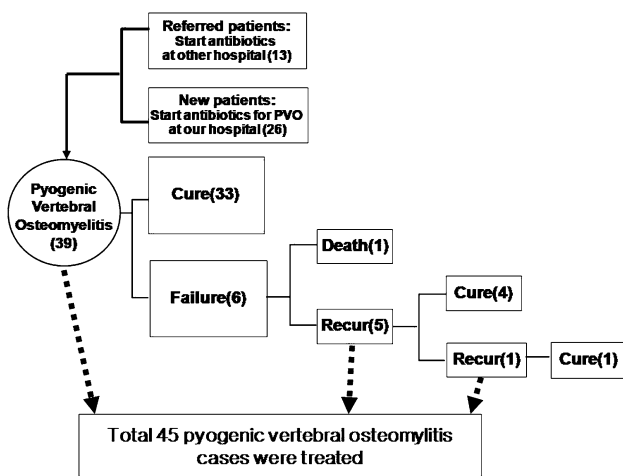 Referred patients:
Start antibiotics
at other hospital (13)
New patients:
Start antibiotics for PVO
at our hospital (26)
Pyogenic
Vertebral
Osteomyelitis
(39)
Cure(33)
Failure(6)
Death(1)
Recur(5)
Cure(4)
Recur(1)
Cure(1)
Total 45 pyogenic vertebral osteomylitis
cases were treated